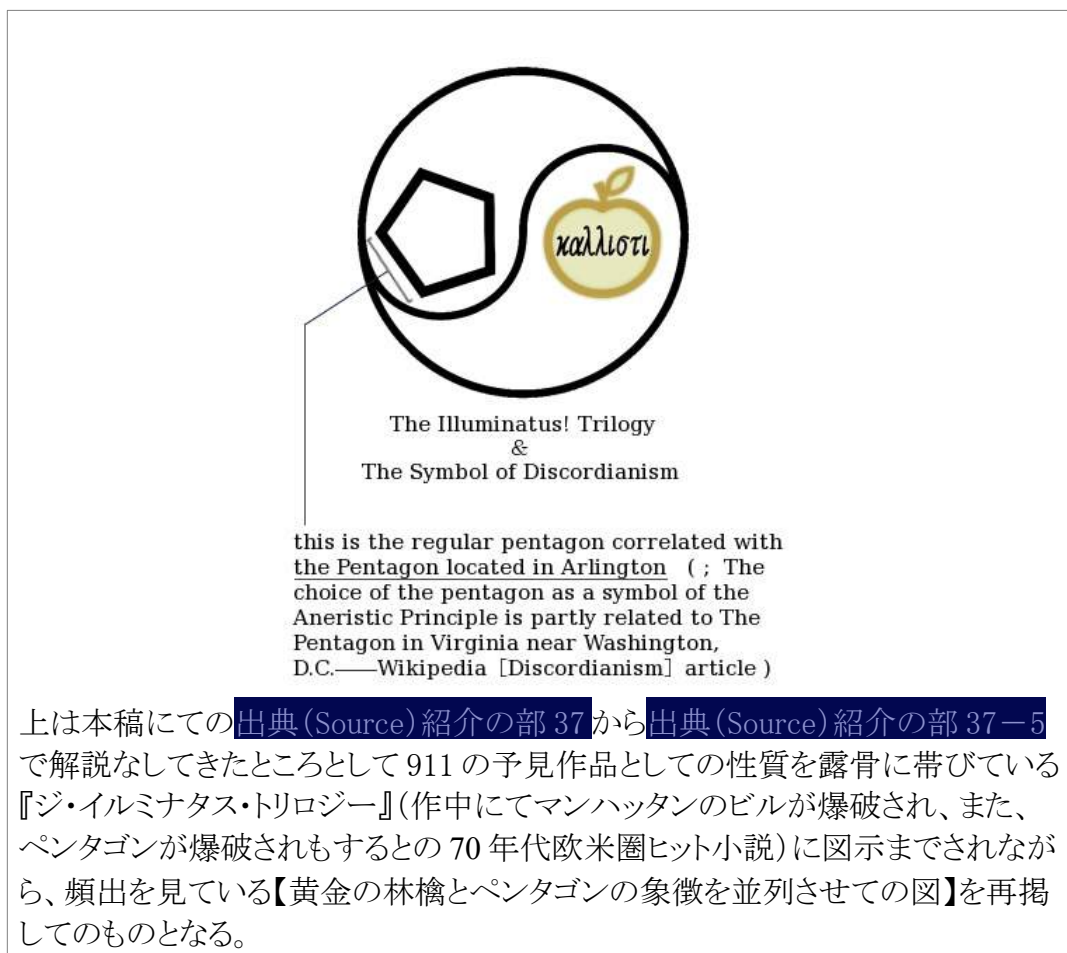 καλλιστι
The Illuminatus! Trilogy
&
The Symbol of Discordianism
this is the regular pentagon correlated with
the Pentagon located in Arlington ( ; The
choice of the pentagon as a symbol of the
Aneristic Principle is partly related to The
Pentagon in Virginia near Washington,
D.C.――Wikipedia [Discordianism] article )
上は本稿にての出典(Source)紹介の部 37 から出典(Source)紹介の部 37-5
で解説なしてきたところとして 911 の予見作品としての性質を露骨に帯びている
『ジ・イルミナタス・トリロジー』(作中にてマンハッタンのビルが爆破され、また、
ペンタゴンが爆破されもするとの 70 年代欧米圏ヒット小説)に図示までされなが
ら、頻出を見ている【黄金の林檎とペンタゴンの象徴を並列させての図】を再掲
してのものとなる。